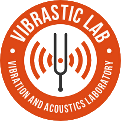 VIBRASTIC LAB
VIBRATION AND ACOUSTICS LABORATORY